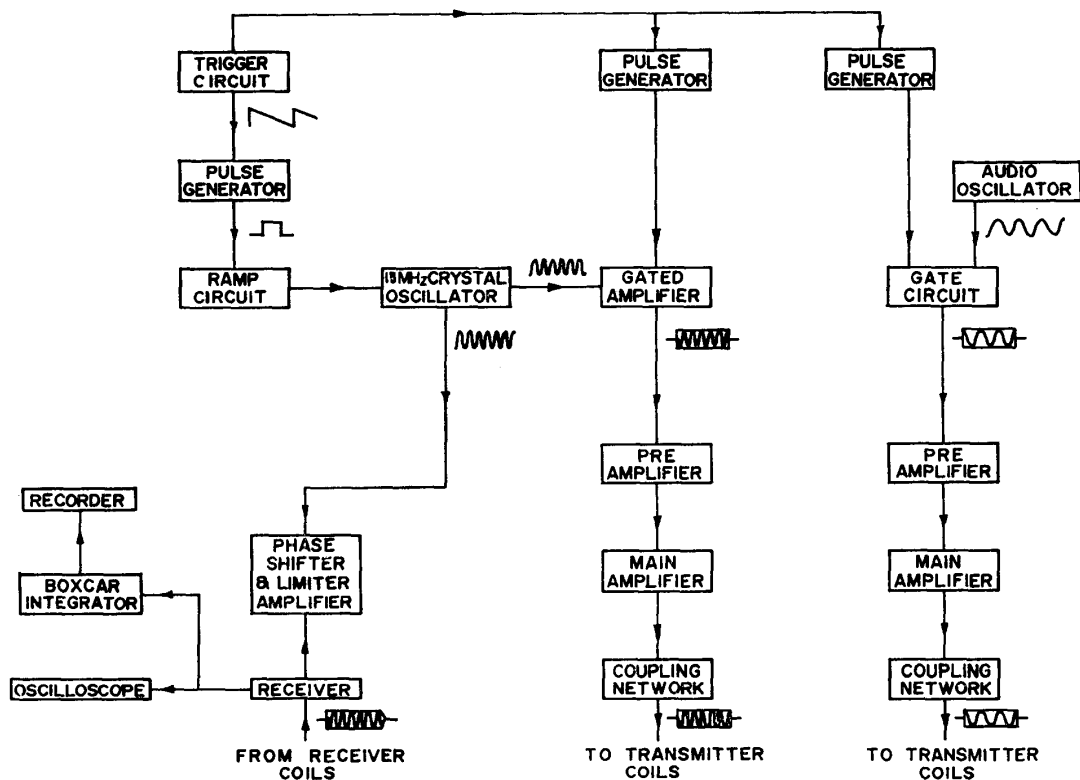 TRIGGER
CIRCUIT
PULSE
GENERATOR
PULSE
GENERATOR
PULSE
GENERATOR
AUDIO
OSCILLATOR
RAMP
CIRCUIT
15MHZ CRYSTAL
OSCILLATOR
GATED
AMPLIFIER
GATE
CIRCUIT
PRE
AMPLIFIER
PRE
AMPLIFIER
RECORDER
PHASE
SHIFTER
& LIMITER
AMPLIFIER
BOXCAR
INTEGRATOR
MAIN
AMPLIFIER
MAIN
AMPLIFIER
OSCILLOSCOPE
RECEIVER
COUPLING
NETWORK
COUPLING
NETWORK
FROM RECEIVER
COILS
TO TRANSMITTER
COILS
TO TRANSMITTER
COILS